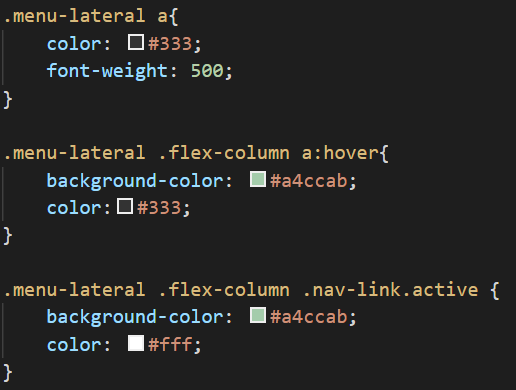 .menu-lateral a{
    color: #333;
    font-weight: 500;
}

.menu-lateral .flex-column a:hover{
    background-color: #a4ccab;
    color:#333;
}

.menu-lateral .flex-column .nav-link.active {
    background-color: #a4ccab;
    color: #fff;
}